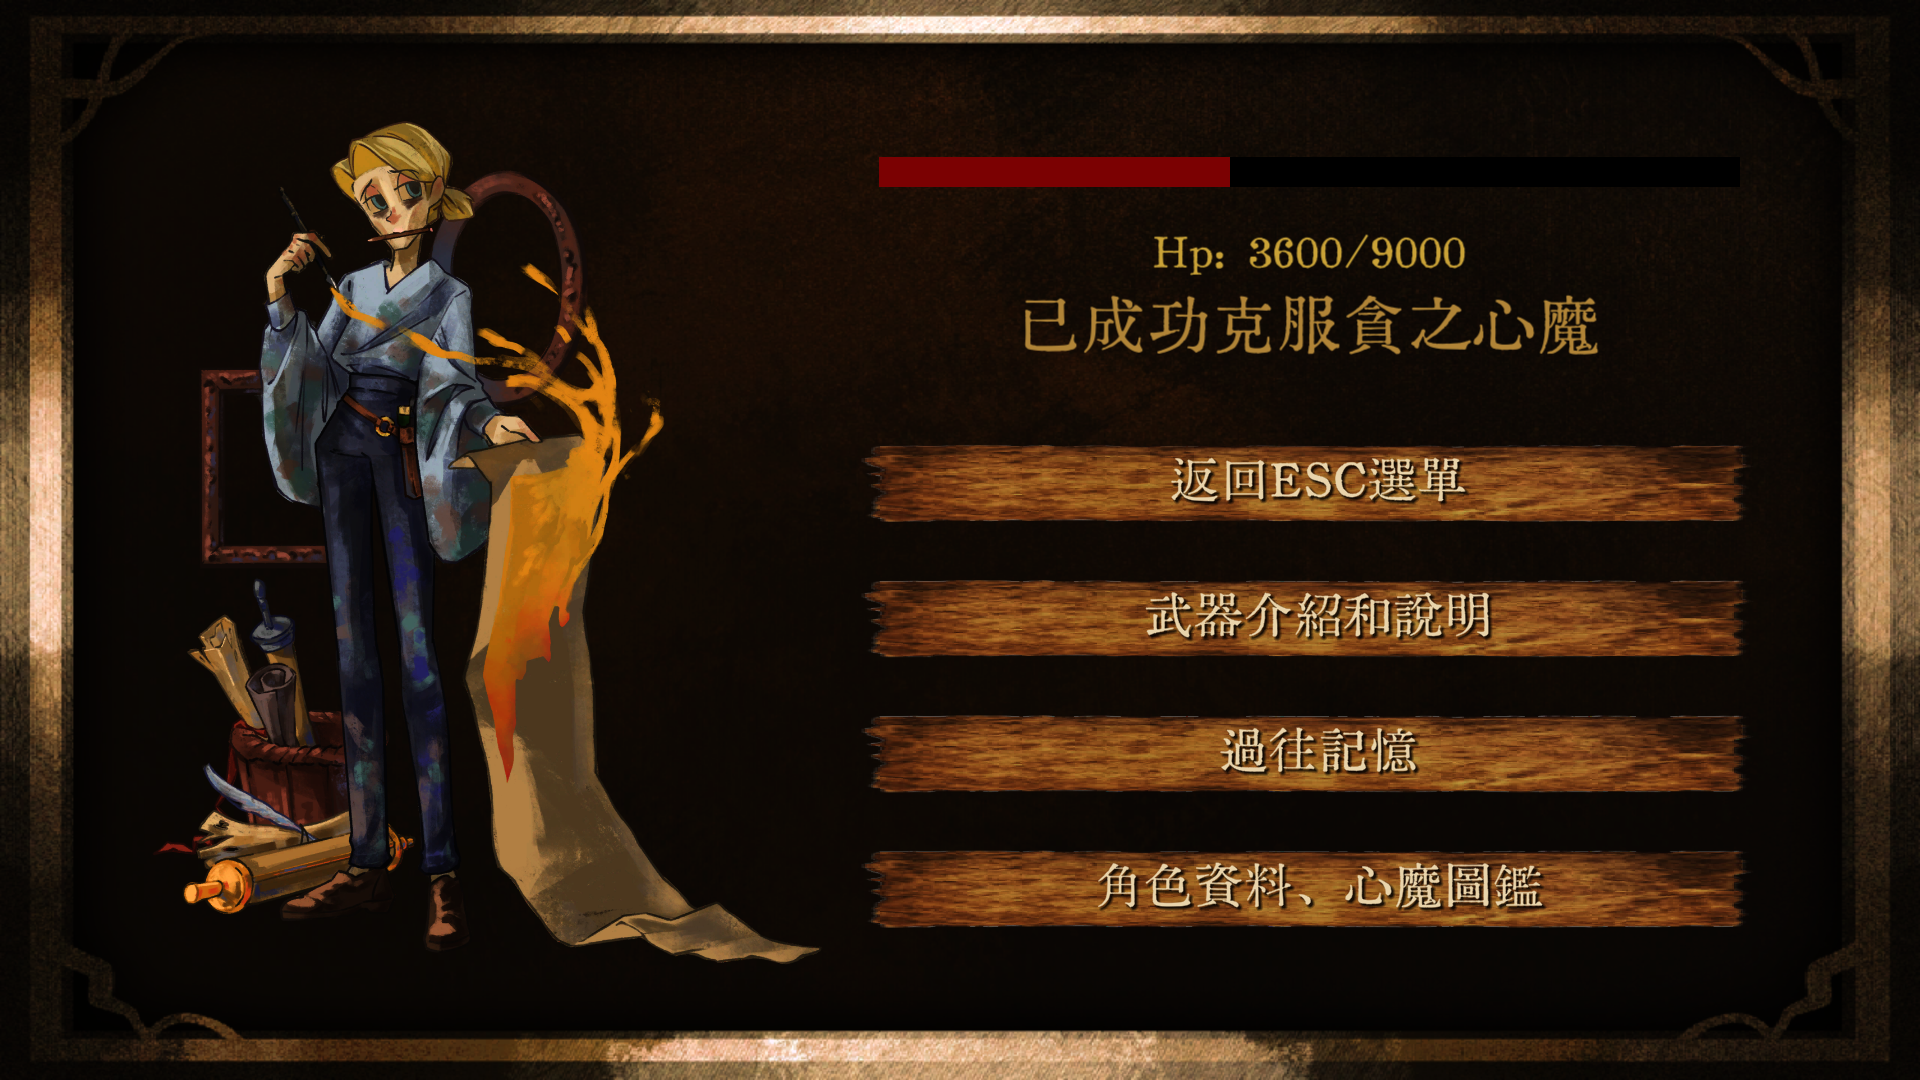 Hp: 3600/9000
已成功克服貪之心魔
返回ESC選單
武器介紹和說明
過往記憶
角色資料、心魔圖鑑